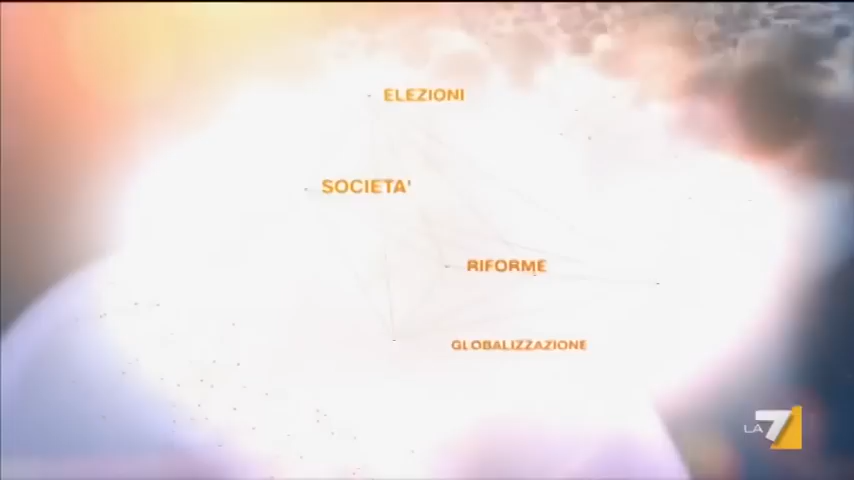 ELEZIONI
SOCIETA'
RIFORME
GLOBALIZZAZIONE
LA7